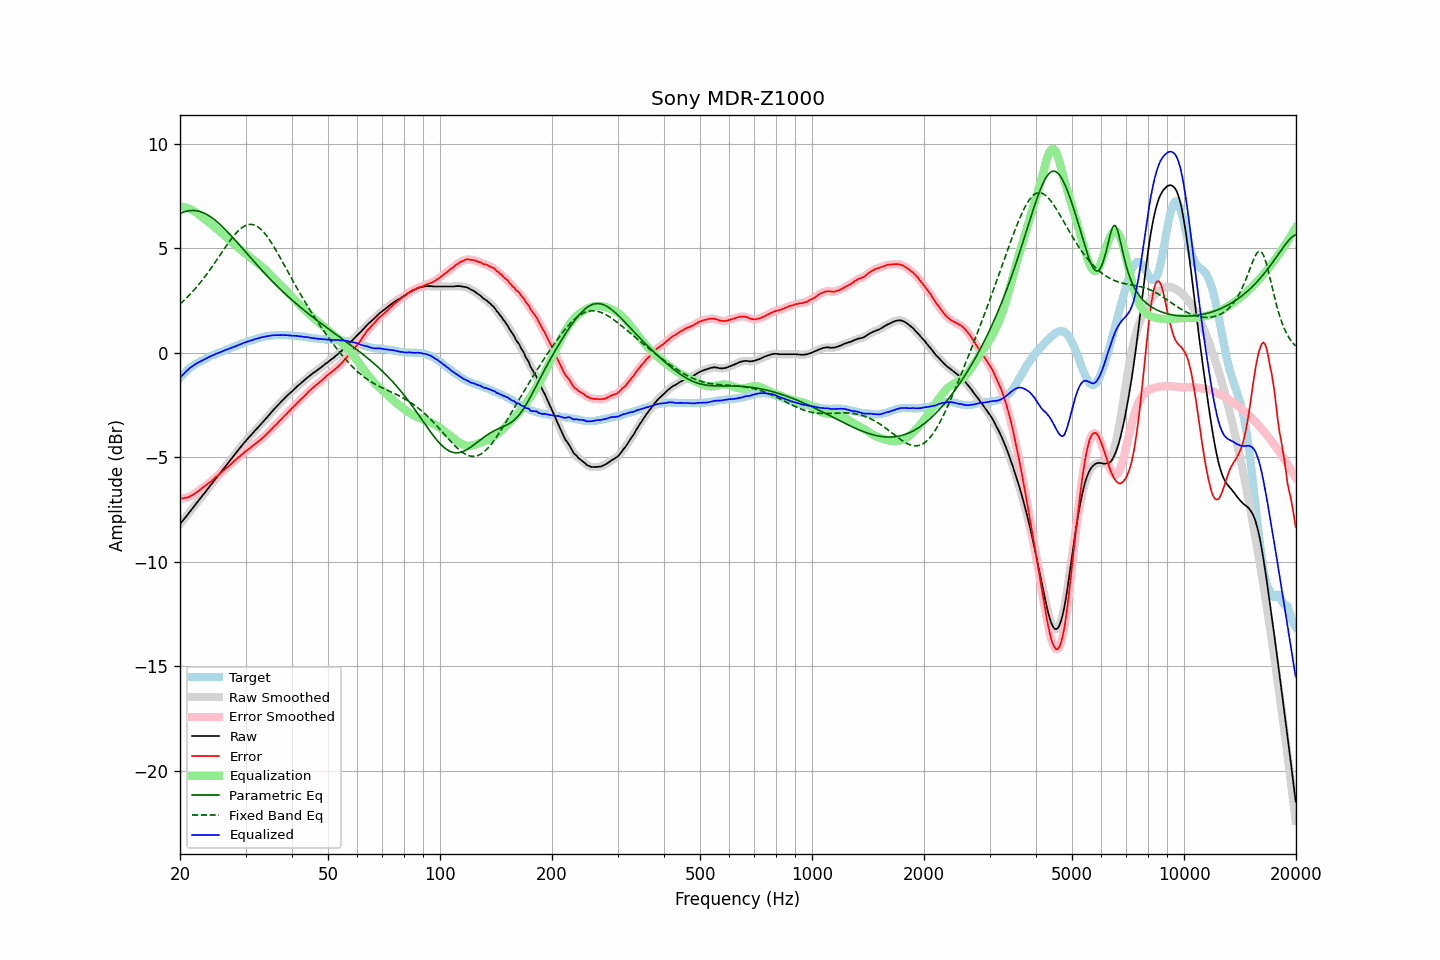 Sony MDR-Z1000
Amplitude (dBr)
10
5
0
−5
−10
−15
−20
Target
Raw Smoothed
Error Smoothed
Raw
Error
Equalization
Parametric Eq
Fixed Band Eq
Equalized
20 50 100 200 500 1000 2000 5000 10000 20000
Frequency (Hz)